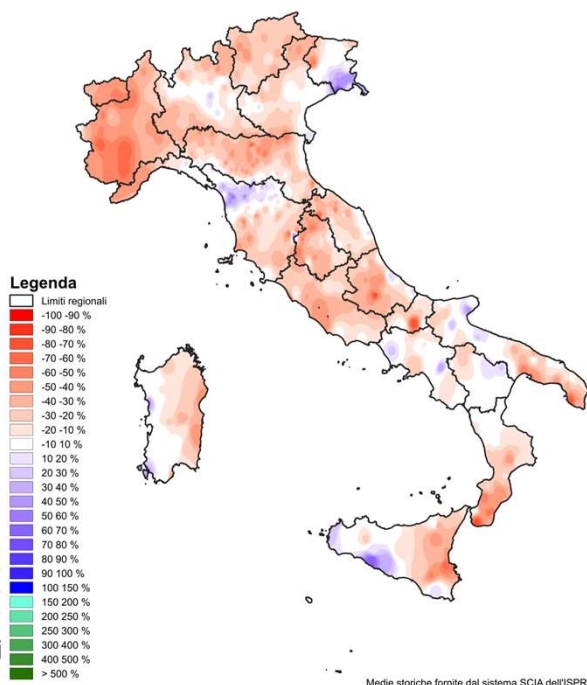 Legenda
Limiti regionali
-100 -90 %
-90 -80 %
-80 -70 %
-70 -60 %
-60 -50 %
-50 -40 %
-40 -30 %
-30 -20 %
-20 -10 %
-10 10 %
10 20 %
20 30 %
30 40 %
40 50 %
50 60 %
60 70 %
70 80 %
80 90 %
90 100 %
100 150 %
150 200 %
200 250 %
250 300 %
300 400 %
400 500 %
> 500 %
Medie storiche fornite dal sistema SCIA dell'ISPR